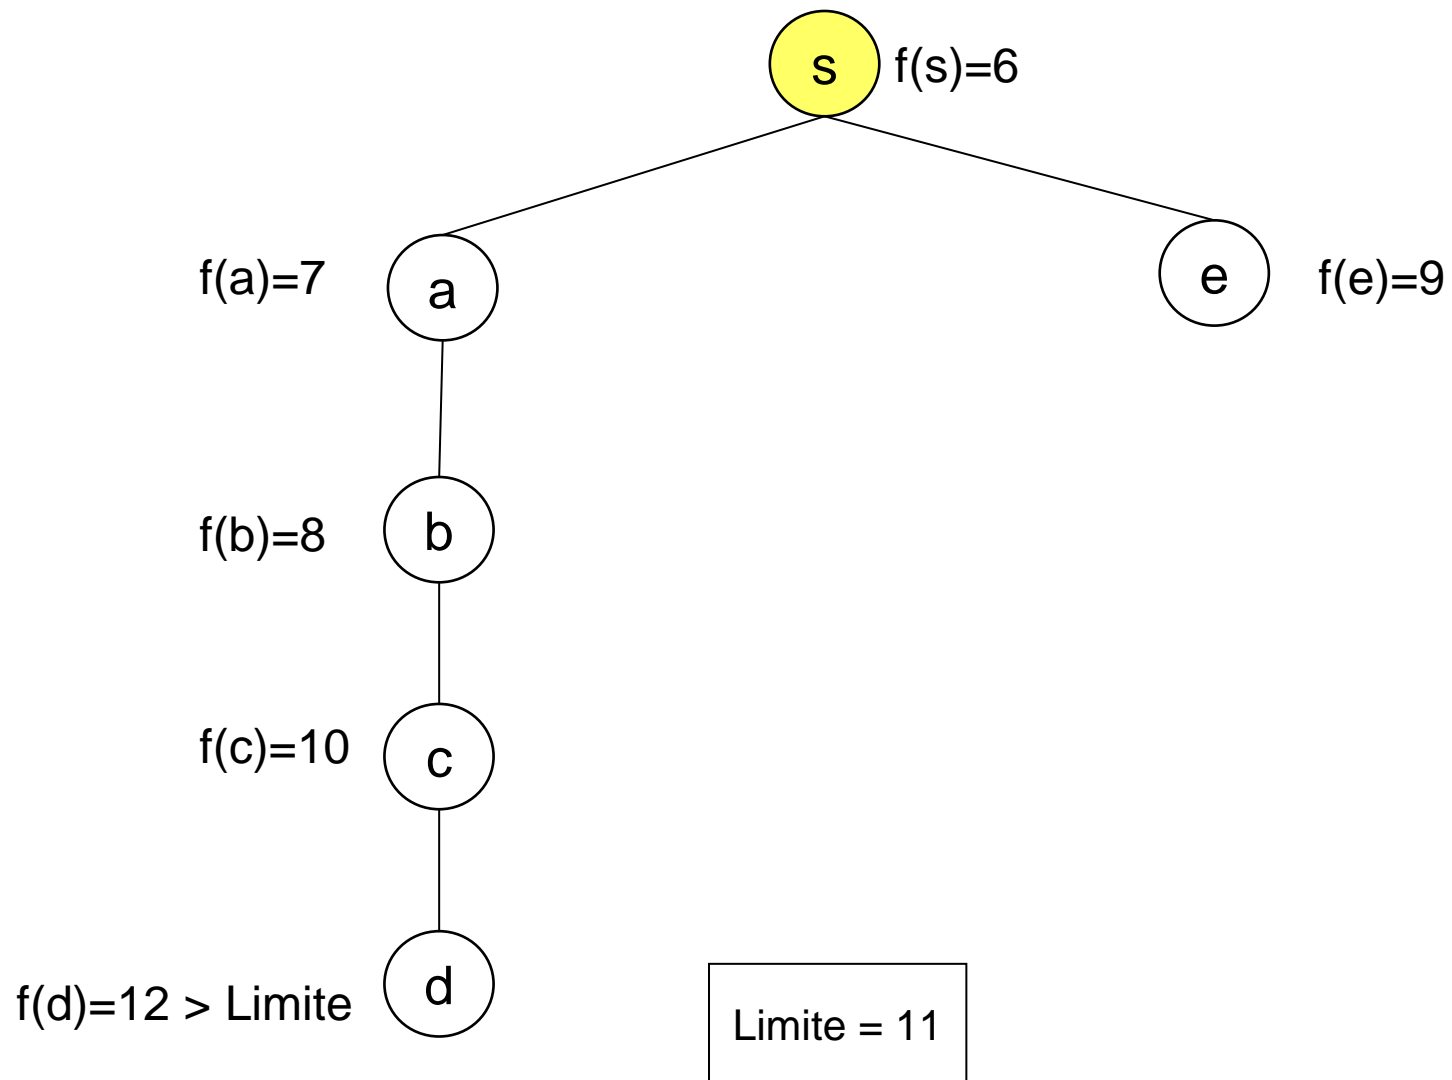 s f(s)=6
f(a)=7 a
e f(e)=9
f(b)=8 b
f(c)=10 c
f(d)=12 > Limite d
Limite = 11